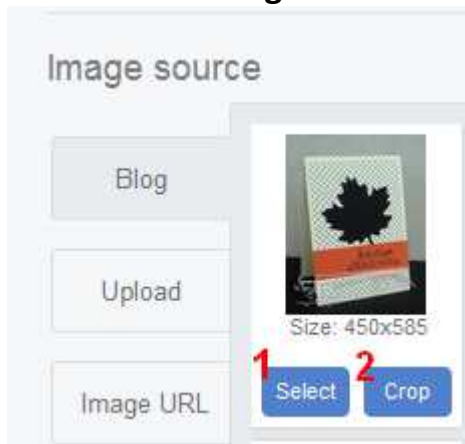 Image source
Blog
Upload
Image URL
Size: 450x585
1
2
Select
Crop